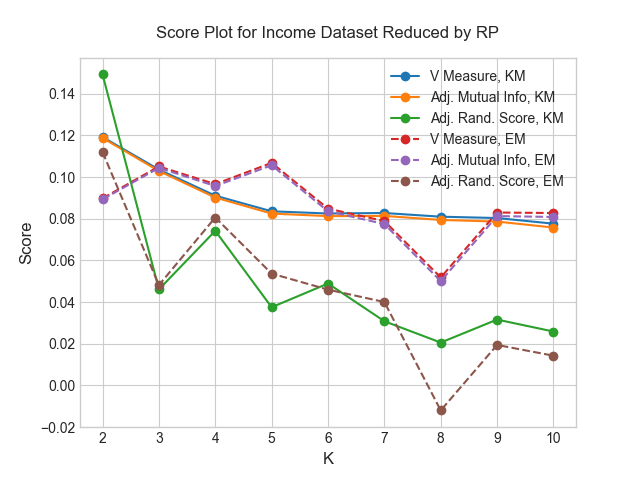 Score Plot for Income Dataset Reduced by RP
V Measure, KM
Adj. Mutual Info, KM
Adj. Rand. Score, KM
V Measure, EM
Adj. Mutual Info, EM
Adj. Rand. Score, EM
0.14
0.12
0.10
0.08
0.06
0.04
0.02
0.00
−0.02
Score
2 3 4 5 6 7 8 9 10
K